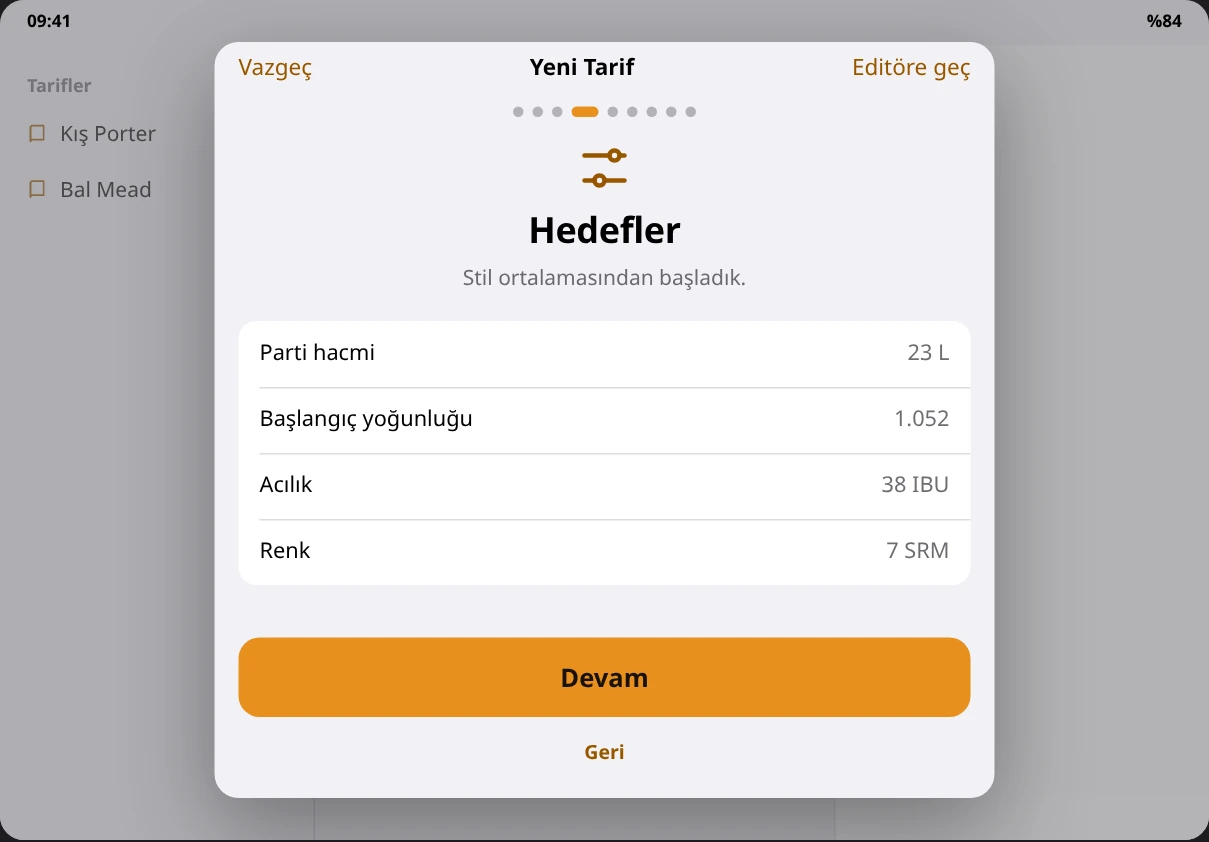 09:41
%84
Tarifler
Kış Porter
Bal Mead
Vazgeç
Yeni Tarif
Editöre geç
Hedefler
Stil ortalamasından başladık.
Parti hacmi
23 L
Başlangıç yoğunluğu
1.052
Acılık
38 IBU
Renk
7 SRM
Devam
Geri